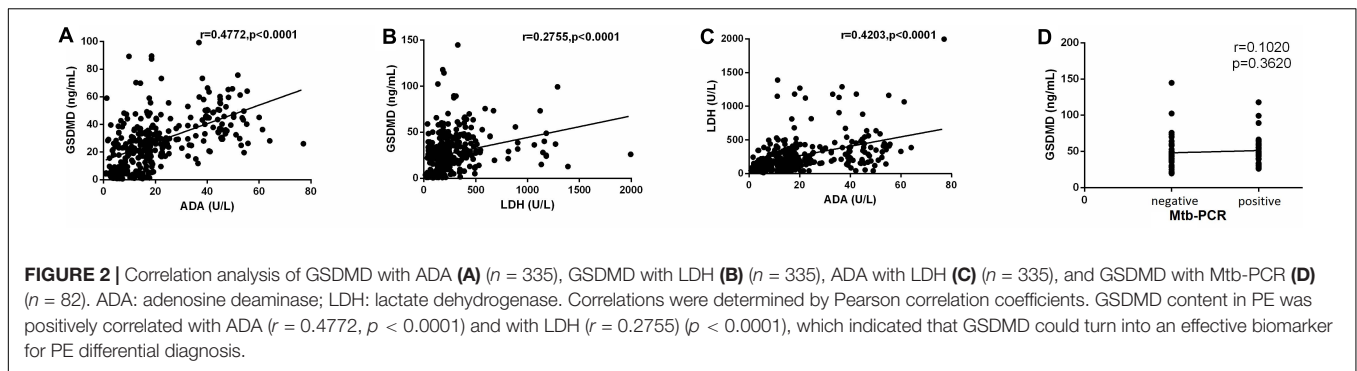 A
r=0.4772,p<0.0001
100
80
60
40
20
0
GSDMD (ng/mL)
0 20 40 60 80
ADA (U/L)
B
r=0.2755,p<0.0001
150
100
50
0
GSDMD (ng/mL)
0 500 1000 1500 2000
LDH (U/L)
C
r=0.4203,p<0.0001
2000
1500
1000
500
0
LDH (U/L)
0 20 40 60 80
ADA (U/L)
D
r=0.1020
p=0.3620
200
150
100
50
0
GSDMD (ng/mL)
0 negative positive
Mtb-PCR
FIGURE 2 | Correlation analysis of GSDMD with ADA (A) (n = 335), GSDMD with LDH (B) (n = 335), ADA with LDH (C) (n = 335), and GSDMD with Mtb-PCR (D)
(n = 82). ADA: adenosine deaminase; LDH: lactate dehydrogenase. Correlations were determined by Pearson correlation coefficients. GSDMD content in PE was
positively correlated with ADA (r = 0.4772, p < 0.0001) and with LDH (r = 0.2755) (p < 0.0001), which indicated that GSDMD could turn into an effective biomarker
for PE differential diagnosis.